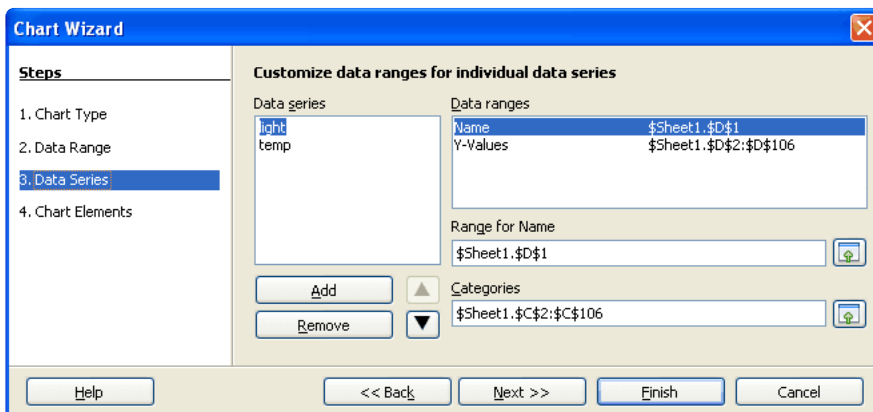 Chart Wizard
Steps
1. Chart Type
2. Data Range
3. Data Series
4. Chart Elements
Customize data ranges for individual data series
Data series
light
temp
Add
Remove
Data ranges
Name $Sheet1.$D$1
Y-Values $Sheet1.$D$2:$D$106
Range for Name
$Sheet1.$D$1
Categories
$Sheet1.$C$2:$C$106
Help << Back Next >> Finish Cancel